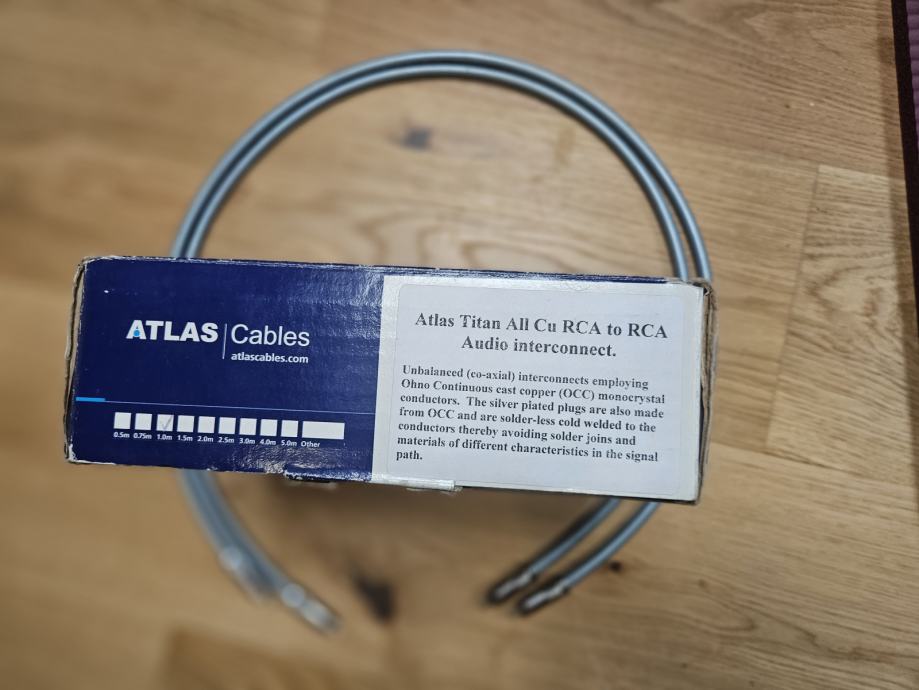 ATLAS Cables
atlascables.com
0.5m 0.75m 1.0m 1.5m 2.0m 2.5m 3.0m 4.0m 5.0m Other
Atlas Titan All Cu RCA to RCA
Audio interconnect.
Unbalanced (co-axial) interconnects employing
Ohno Continuous cast copper (OCC) monocrystal
conductors. The silver plated plugs are also made
from OCC and are solder-less cold welded to the
conductors thereby avoiding solder joins and
materials of different characteristics in the signal
path.